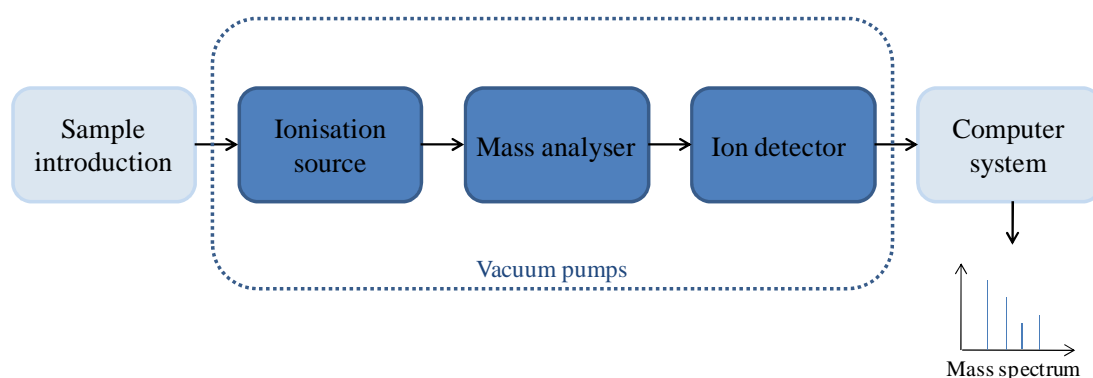 Sample
introduction
Ionisation
source
Mass analyser
Ion detector
Computer
system
Vacuum pumps
Mass spectrum